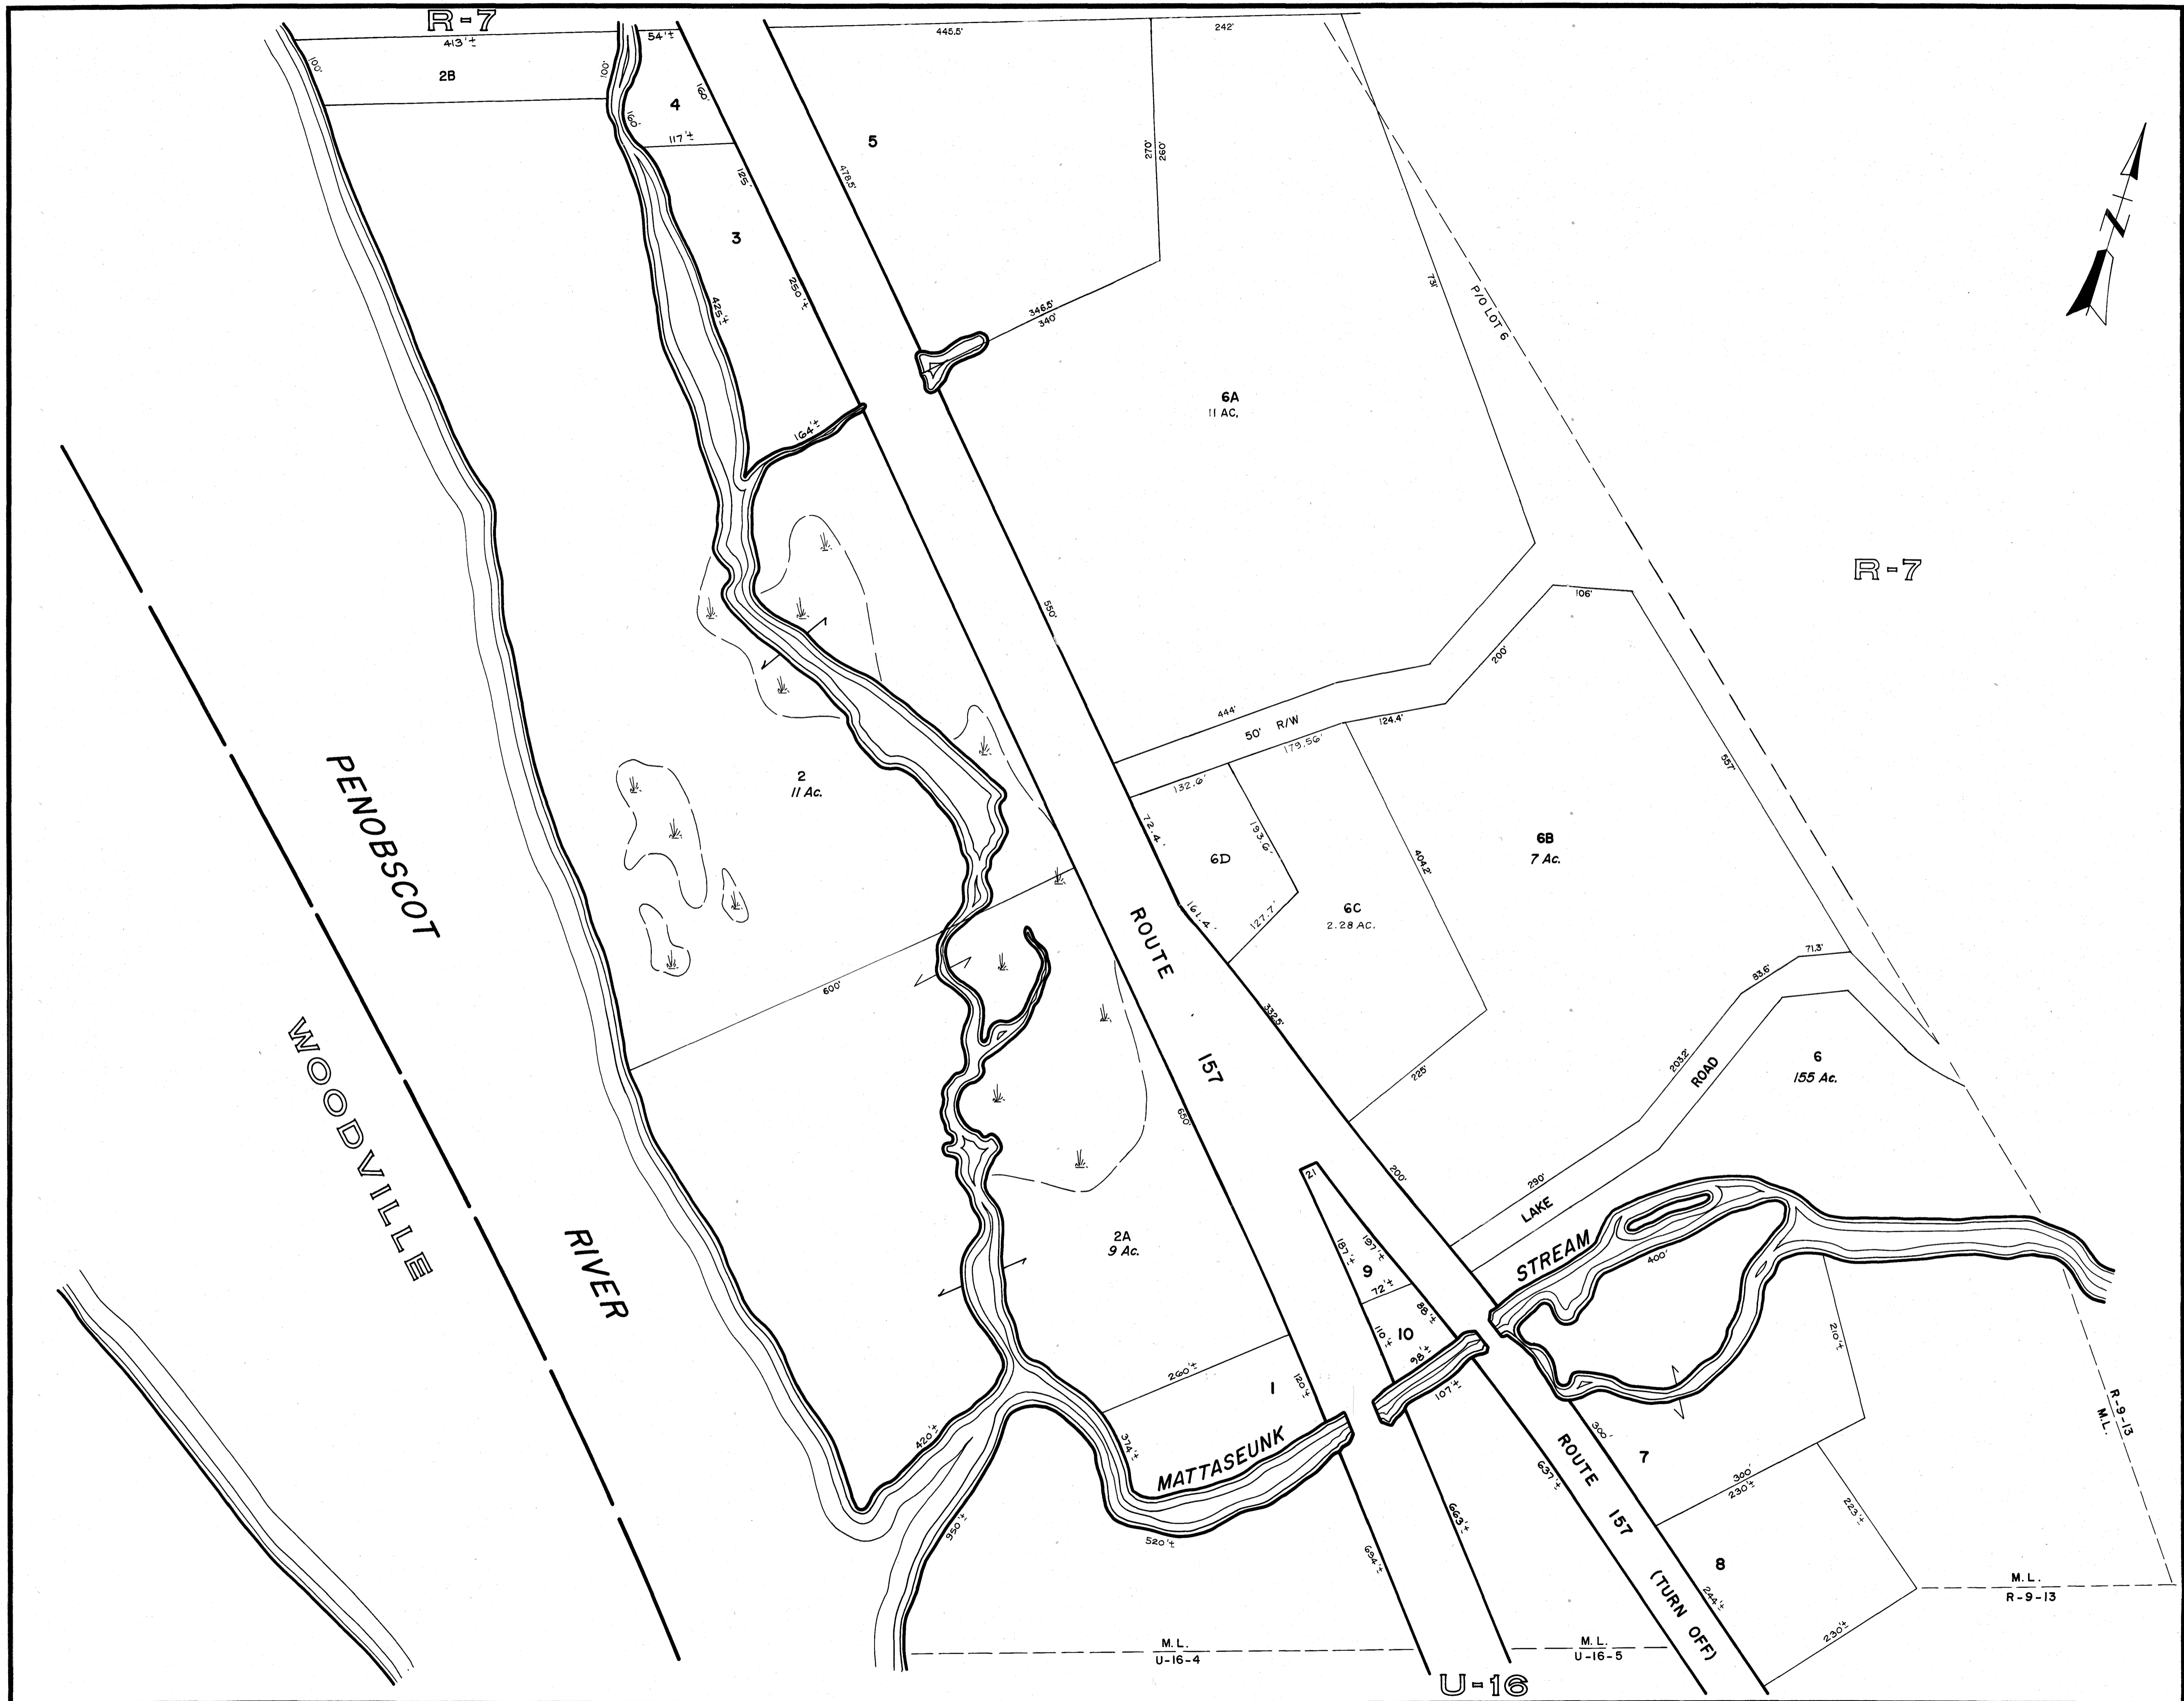 R-7
413'±
54'±
445.5'
242'
100'
2B
100'
4
160'
160'
117'±
5
270'
260'
125'
478.5'
3
250'±
425'±
731'
P/O LOT 6
346.5'
340'
6A
11 AC.
164'±
R-7
550'
106'
200'
444'
50' R/W
124.4'
179.56'
132.6'
557'
PENOBSCOT
2
11 Ac.
72.4'
193.6'
6D
404.2'
6B
7 Ac.
161.4'
127.7'
6C
2.28 AC.
ROUTE
157
600'
332.5'
71.3'
83.6'
203.2'
ROAD
6
155 Ac.
225'
WOODVILLE
650'
200'
21
290'
LAKE
RIVER
2A
9 Ac.
187'±
197'±
9
72'±
88'±
110'±
10
98'±
107'±
STREAM
400'
210'±
260'±
1
120'±
R-9-13
M.L.
420'±
374'±
MATTASEUNK
300'
7
ROUTE 157 (TURN OFF)
637'±
300'
230'±
223'±
950'±
520'±
663'±
694'±
8
244'±
230'±
M.L.
R-9-13
M.L.
U-16-4
M.L.
U-16-5
U-16